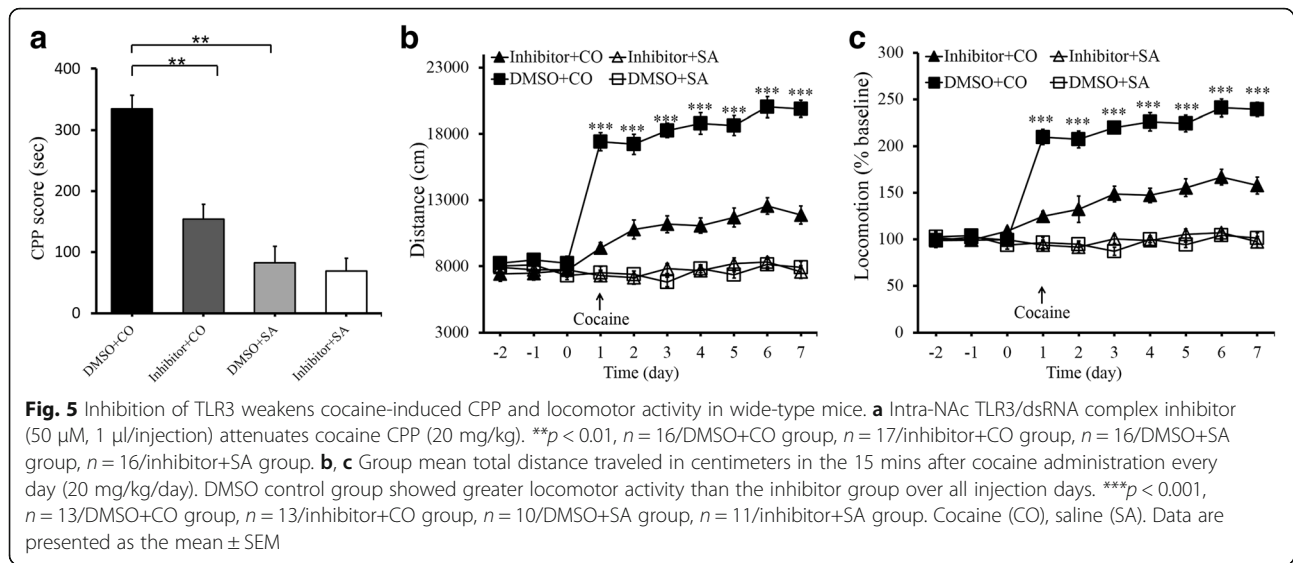 a
**
**
400
300
200
100
0
CPP score (sec)
DMSO+CO
Inhibitor+CO
DMSO+SA
Inhibitor+SA
b
Inhibitor+CO Inhibitor+SA
DMSO+CO DMSO+SA
23000
18000
13000
8000
3000
Distance (cm)
*** *** *** *** *** *** ***
Cocaine
-2 -1 0 1 2 3 4 5 6 7
Time (day)
c
Inhibitor+CO Inhibitor+SA
DMSO+CO DMSO+SA
300
250
200
150
100
50
0
Locomotion (% baseline)
*** *** *** *** *** *** ***
Cocaine
-2 -1 0 1 2 3 4 5 6 7
Time (day)
Fig. 5 Inhibition of TLR3 weakens cocaine-induced CPP and locomotor activity in wide-type mice. a Intra-NAc TLR3/dsRNA complex inhibitor
(50 μM, 1 μl/injection) attenuates cocaine CPP (20 mg/kg). **p < 0.01, n = 16/DMSO+CO group, n = 17/inhibitor+CO group, n = 16/DMSO+SA
group, n = 16/inhibitor+SA group. b, c Group mean total distance traveled in centimeters in the 15 mins after cocaine administration every
day (20 mg/kg/day). DMSO control group showed greater locomotor activity than the inhibitor group over all injection days. ***p < 0.001,
n = 13/DMSO+CO group, n = 13/inhibitor+CO group, n = 10/DMSO+SA group, n = 11/inhibitor+SA group. Cocaine (CO), saline (SA). Data are
presented as the mean ± SEM